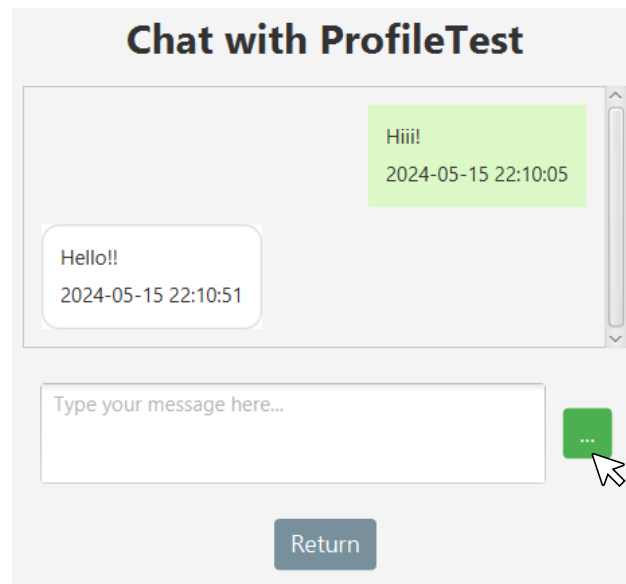 Chat with ProfileTest
Hiii!
2024-05-15 22:10:05
Hello!!
2024-05-15 22:10:51
Type your message here...
...
Return